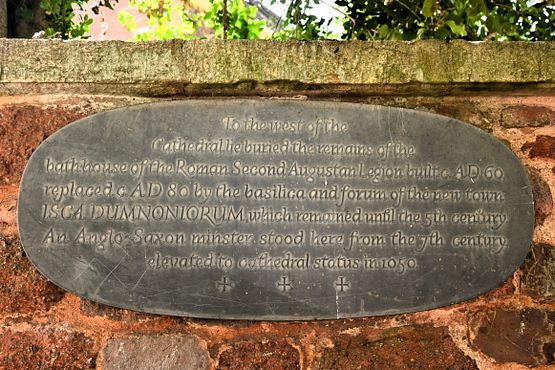 To the west of the
Cathedral lie buried the remains of the
bath-house of the Roman Second Augustan Legion built c. AD 60,
replaced c. AD 80 by the basilica and forum of the new town
ISCA DUMNONIORUM which remained until the 5th century.
An Anglo-Saxon minster stood here from the 7th century,
elevated to cathedral status in 1050.